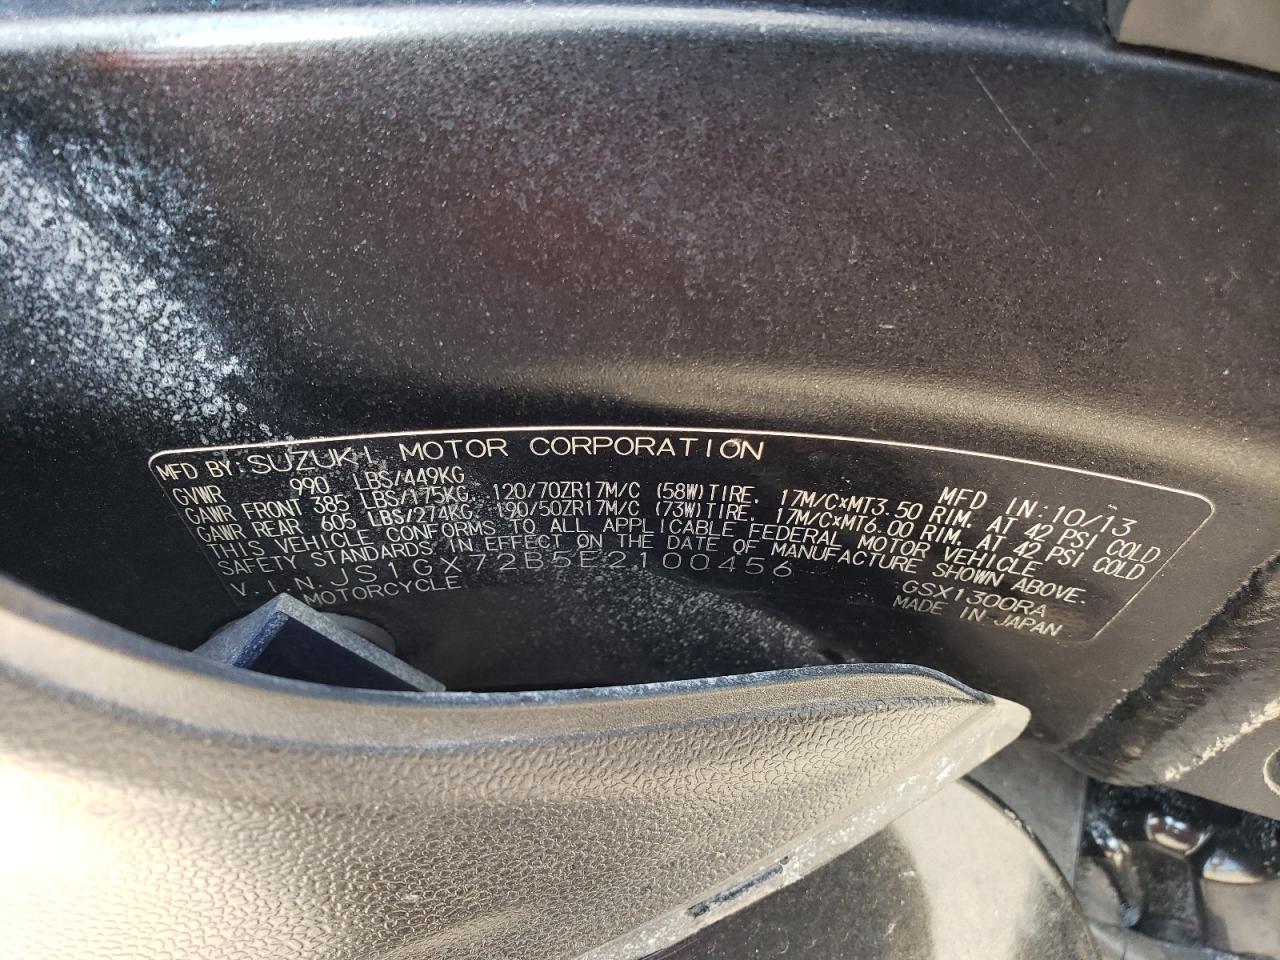 MFD BY: SUZUKI MOTOR CORPORATION
GVWR 990 LBS/449KG MFD IN: 10/13
GAWR FRONT 385 LBS/175KG, 120/70ZR17M/C (58W) TIRE, 17M/C×MT3.50 RIM, AT 42 PSI COLD
GAWR REAR 605 LBS/274KG, 190/50ZR17M/C (73W) TIRE, 17M/C×MT6.00 RIM, AT 42 PSI COLD
THIS VEHICLE CONFORMS TO ALL APPLICABLE FEDERAL MOTOR VEHICLE
SAFETY STANDARDS IN EFFECT ON THE DATE OF MANUFACTURE SHOWN ABOVE.
V.I.N. JS1GX72B5E2100456 GSX1300RA
MOTORCYCLE MADE IN JAPAN